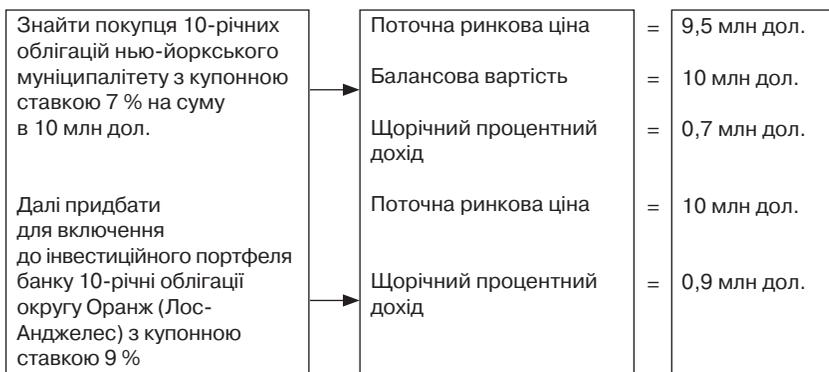 Знайти покупця 10-річних
облігацій нью-йоркського
муніципалітету з купонною
ставкою 7 % на суму
в 10 млн дол.
Поточна ринкова ціна = 9,5 млн дол.
Балансова вартість = 10 млн дол.
Щорічний процентний = 0,7 млн дол.
дохід
Далі придбати
для включення
до інвестиційного портфеля
банку 10-річні облігації
округу Оранж (Лос-
Анджелес) з купонною
ставкою 9 %
Поточна ринкова ціна = 10 млн дол.
Щорічний процентний = 0,9 млн дол.
дохід